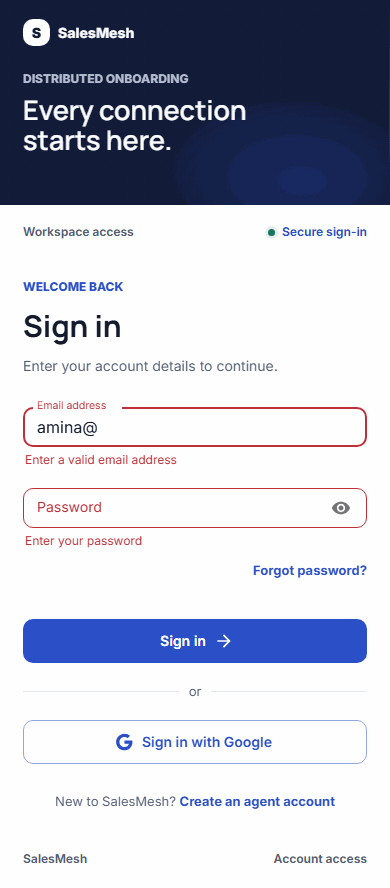 S SalesMesh
DISTRIBUTED ONBOARDING
Every connection
starts here.
Workspace access
Secure sign-in
WELCOME BACK
Sign in
Enter your account details to continue.
Email address
amina@
Enter a valid email address
Password
Enter your password
Forgot password?
Sign in
or
G Sign in with Google
New to SalesMesh? Create an agent account
SalesMesh
Account access